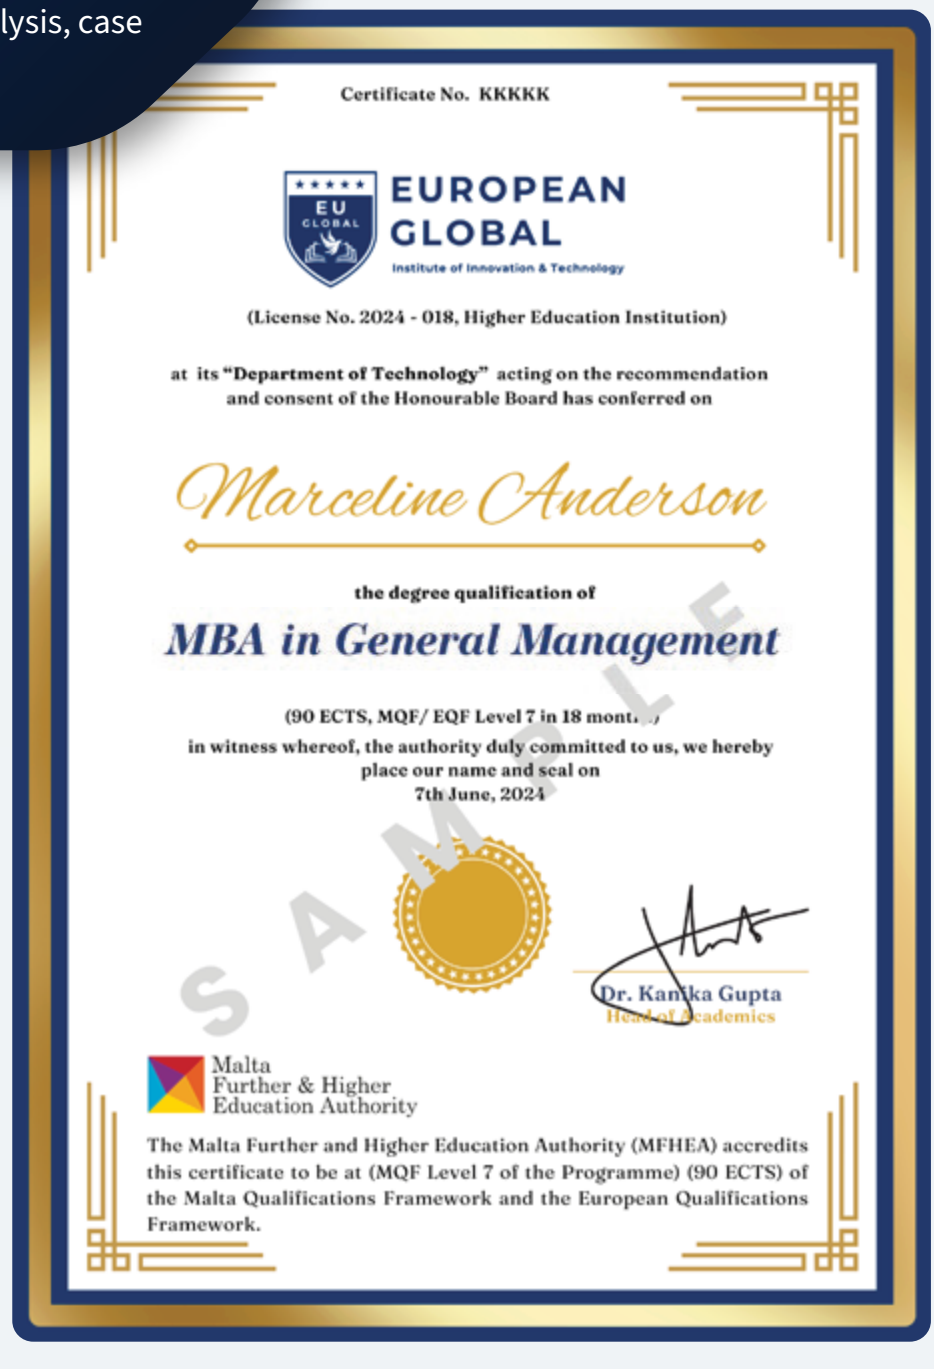 lysis, case
Certificate No. KKKKK
★★★★★
EU
GLOBAL
EUROPEAN
GLOBAL
Institute of Innovation & Technology
(License No. 2024 - 018, Higher Education Institution)
at its “Department of Technology” acting on the recommendation
and consent of the Honourable Board has conferred on
Marceline Anderson
the degree qualification of
MBA in General Management
(90 ECTS, MQF/ EQF Level 7 in 18
in witness whereof, the authority duly committed to us, we hereby
place our name and seal on
7th June, 2024
SAMPLE
Dr. Kanika Gupta
Head of Academics
Malta
Further & Higher
Education Authority
The Malta Further and Higher Education Authority (MFHEA) accredits
this certificate to be at (MQF Level 7 of the Programme) (90 ECTS) of
the Malta Qualifications Framework and the European Qualifications
Framework.